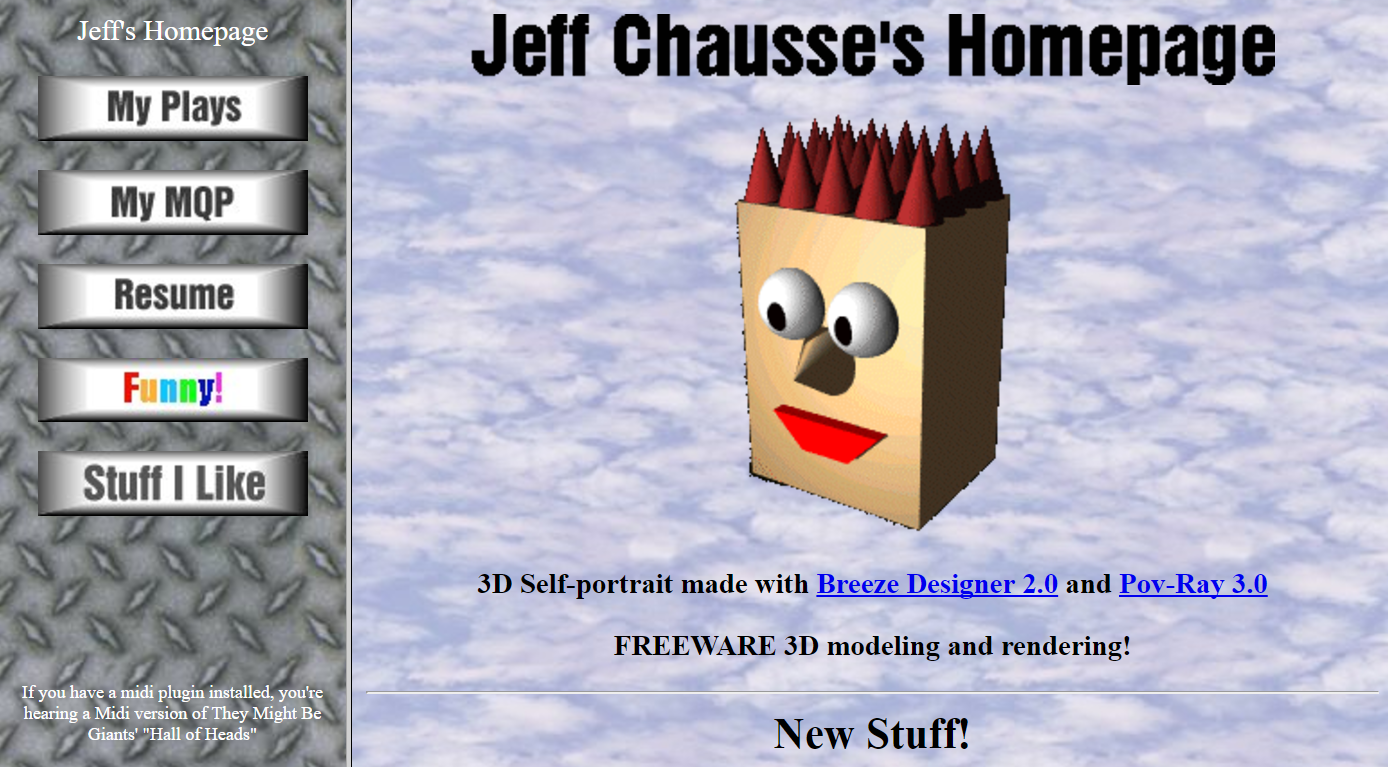 Jeff's Homepage
My Plays
My MQP
Resume
Funny!
Stuff I Like
If you have a midi plugin installed, you're
hearing a Midi version of They Might Be
Giants' "Hall of Heads"
Jeff Chausse's Homepage
3D Self-portrait made with Breeze Designer 2.0 and Pov-Ray 3.0
FREEWARE 3D modeling and rendering!
New Stuff!